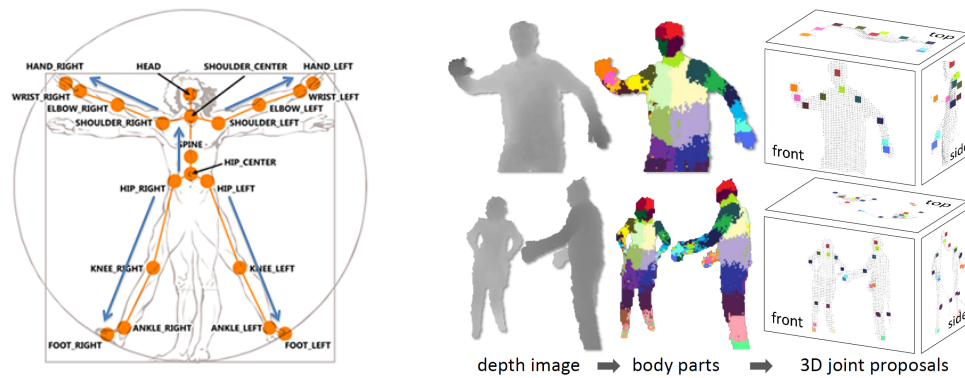 HEAD
SHOULDER_CENTER
HAND_RIGHT
HAND_LEFT
WRIST_RIGHT
WRIST_LEFT
ELBOW_RIGHT
ELBOW_LEFT
SHOULDER_RIGHT
SHOULDER_LEFT
SPINE
HIP_CENTER
HIP_RIGHT
HIP_LEFT
KNEE_RIGHT
KNEE_LEFT
ANKLE_RIGHT
ANKLE_LEFT
FOOT_RIGHT
FOOT_LEFT
top
front
side
top
front
side
depth image
body parts
3D joint proposals